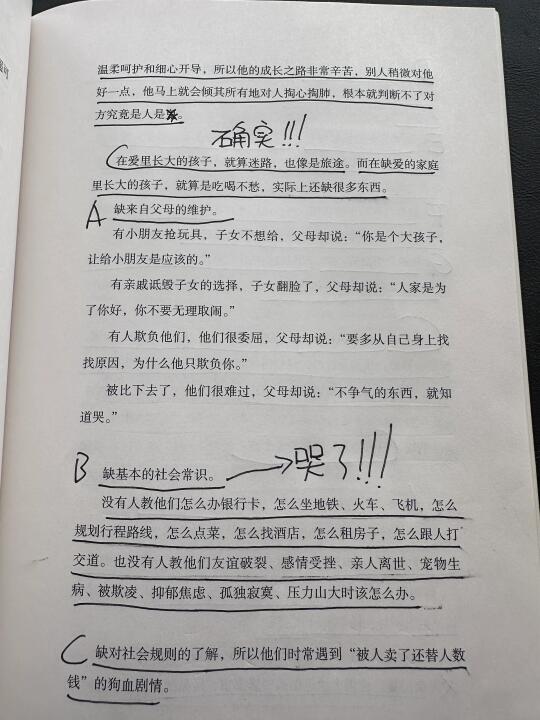 温柔呵护和细心开导，所以他的成长之路非常辛苦，别人稍微对他
好一点，他马上就会倾其所有地对人掏心掏肺，根本就判断不了对
方究竟是人是
确实!!!
在爱里长大的孩子，就算迷路，也像是旅途。而在缺爱的家庭
里长大的孩子，就算是吃喝不愁，实际上还缺很多东西。
A 缺来自父母的维护。
有小朋友抢玩具，子女不想给，父母却说：“你是个大孩子，
让给小朋友是应该的。”
有亲戚诋毁子女的选择，子女翻脸了，父母却说：“人家是为
了你好，你不要无理取闹。”
有人欺负他们，他们很委屈，父母却说：“要多从自己身上找
找原因，为什么他只欺负你。”
被比下去了，他们很难过，父母却说：“不争气的东西，就知
道哭。”
B 缺基本的社会常识。 → 哭了!!!
没有人教他们怎么办银行卡，怎么坐地铁、火车、飞机，怎么
规划行程路线，怎么点菜，怎么找酒店，怎么租房子，怎么跟人打
交道。也没有人教他们友谊破裂、感情受挫、亲人离世、宠物生
病、被欺凌、抑郁焦虑、孤独寂寞、压力山大时该怎么办。
C 缺对社会规则的了解，所以他们时常遇到“被人卖了还替人数
钱”的狗血剧情。